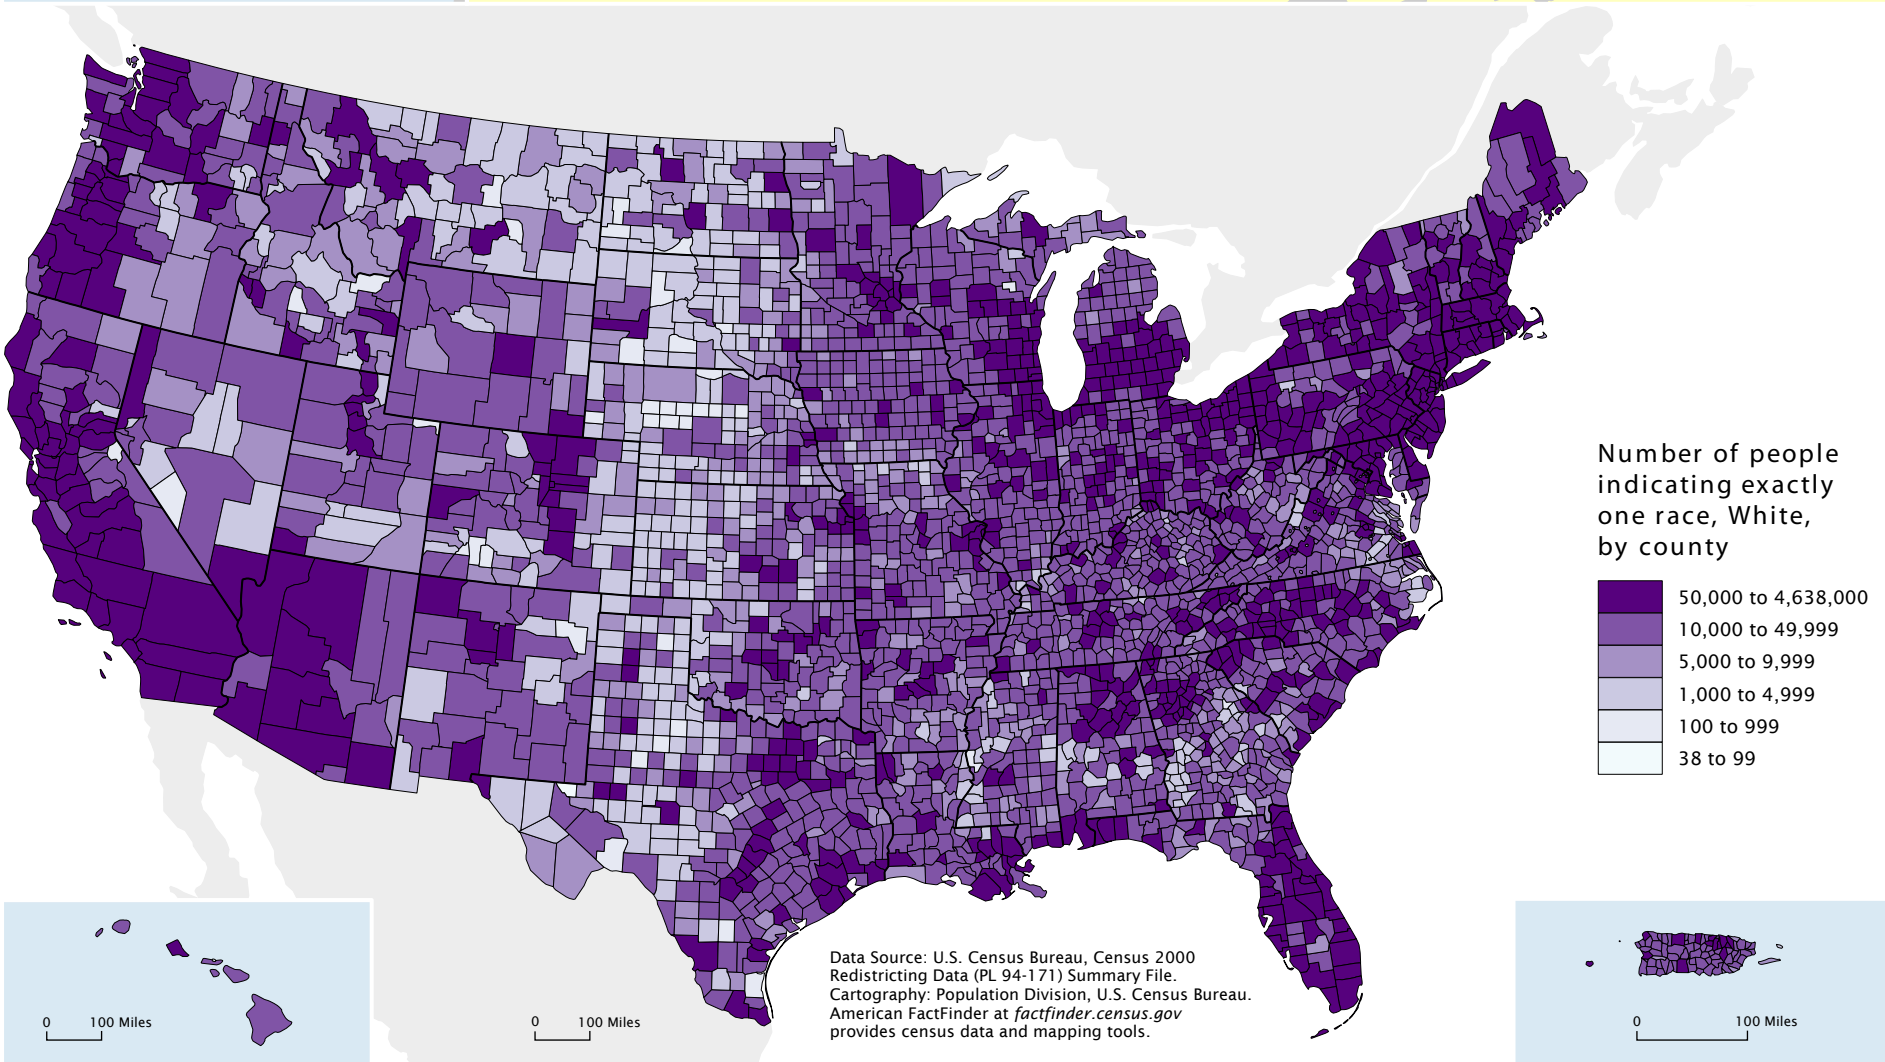 Number of people
indicating exactly
one race, White,
by county
50,000 to 4,638,000
10,000 to 49,999
5,000 to 9,999
1,000 to 4,999
100 to 999
38 to 99
Data Source: U.S. Census Bureau, Census 2000
Redistricting Data (PL 94-171) Summary File.
Cartography: Population Division, U.S. Census Bureau.
American FactFinder at factfinder.census.gov
provides census data and mapping tools.
0 100 Miles
0 100 Miles
0 100 Miles